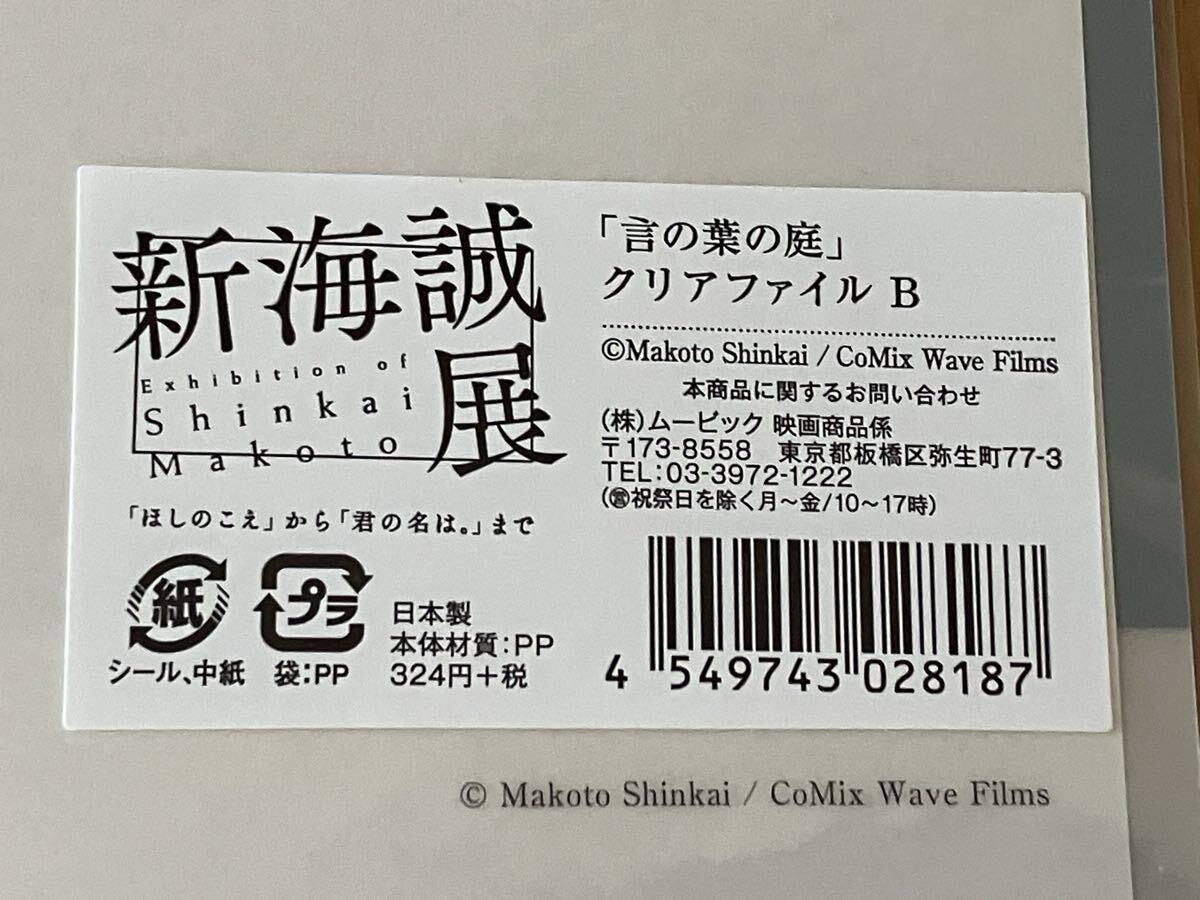 新海誠
展
Exhibition of
Shinkai
Makoto
「ほしのこえ」から「君の名は。」まで
紙
シール、中紙
プラ
袋:PP
日本製
本体材質:PP
324円+税
「言の葉の庭」
クリアファイル B
©Makoto Shinkai / CoMix Wave Films
本商品に関するお問い合わせ
(株)ムービック 映画商品係
〒173-8558 東京都板橋区弥生町77-3
TEL:03-3972-1222
(㊡祝祭日を除く月〜金/10〜17時)
4 549743 028187
© Makoto Shinkai / CoMix Wave Films